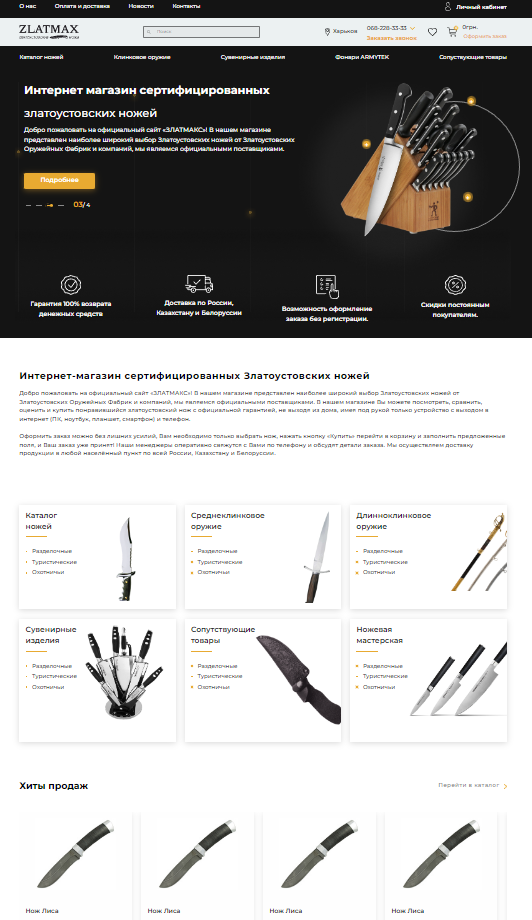 О нас
Оплата и доставка
Новости
Контакты
Личный кабинет
ZLATMAX
Поиск
Харьков
068-228-33-33
Заказать звонок
0грн.
Оформить заказ
Каталог ножей
Клинковое оружие
Сувенирные изделия
Фонари ARMYTEK
Сопутствующие товары
Интернет магазин сертифицированных
златоустовских ножей
Добро пожаловать на официальный сайт «ЗЛАТМАКС»! В нашем магазине
представлен наиболее широкий выбор Златоустовских ножей от Златоустовских
Оружейных Фабрик и компаний, мы являемся официальными поставщиками.
Подробнее
03/ 4
Гарантия 100% возврата
денежных средств
Доставка по России,
Казахстану и Белоруссии
Возможность оформление
заказа без регистрации.
Скидки постоянным
покупателям.
Интернет-магазин сертифицированных Златоустовских ножей
Добро пожаловать на официальный сайт «ЗЛАТМАКС»! В нашем магазине представлен наиболее широкий выбор Златоустовских ножей от
Златоустовских Оружейных Фабрик и компаний, мы являемся официальными поставщиками. В нашем магазине Вы можете посмотреть, сравнить,
оценить и купить понравившийся златоустовский нож с официальной гарантией, не выходя из дома, имея под рукой только устройство с выходом в
интернет (ПК, ноутбук, планшет, смартфон) и телефон.
Оформить заказ можно без лишних усилий, Вам необходимо только выбрать нож, нажать кнопку «Купить» перейти в корзину и заполнить предложенные
поля, и Ваш заказ уже принят! Наши менеджеры оперативно свяжутся с Вами по телефону и обсудят детали заказа. Мы осуществляем доставку
продукции в любой населённый пункт по всей России, Казахстану и Белоруссии.
Каталог
ножей
Разделочные
Туристические
Охотничьи
Среднеклинковое
оружие
Разделочные
Туристические
Охотничьи
Длинноклинковое
оружие
Разделочные
Туристические
Охотничьи
Сувенирные
изделия
Разделочные
Туристические
Охотничьи
Сопутствующие
товары
Разделочные
Туристические
Охотничьи
Ножевая
мастерская
Разделочные
Туристические
Охотничьи
Хиты продаж
Перейти в каталог
Нож Лиса
Нож Лиса
Нож Лиса
Нож Лиса